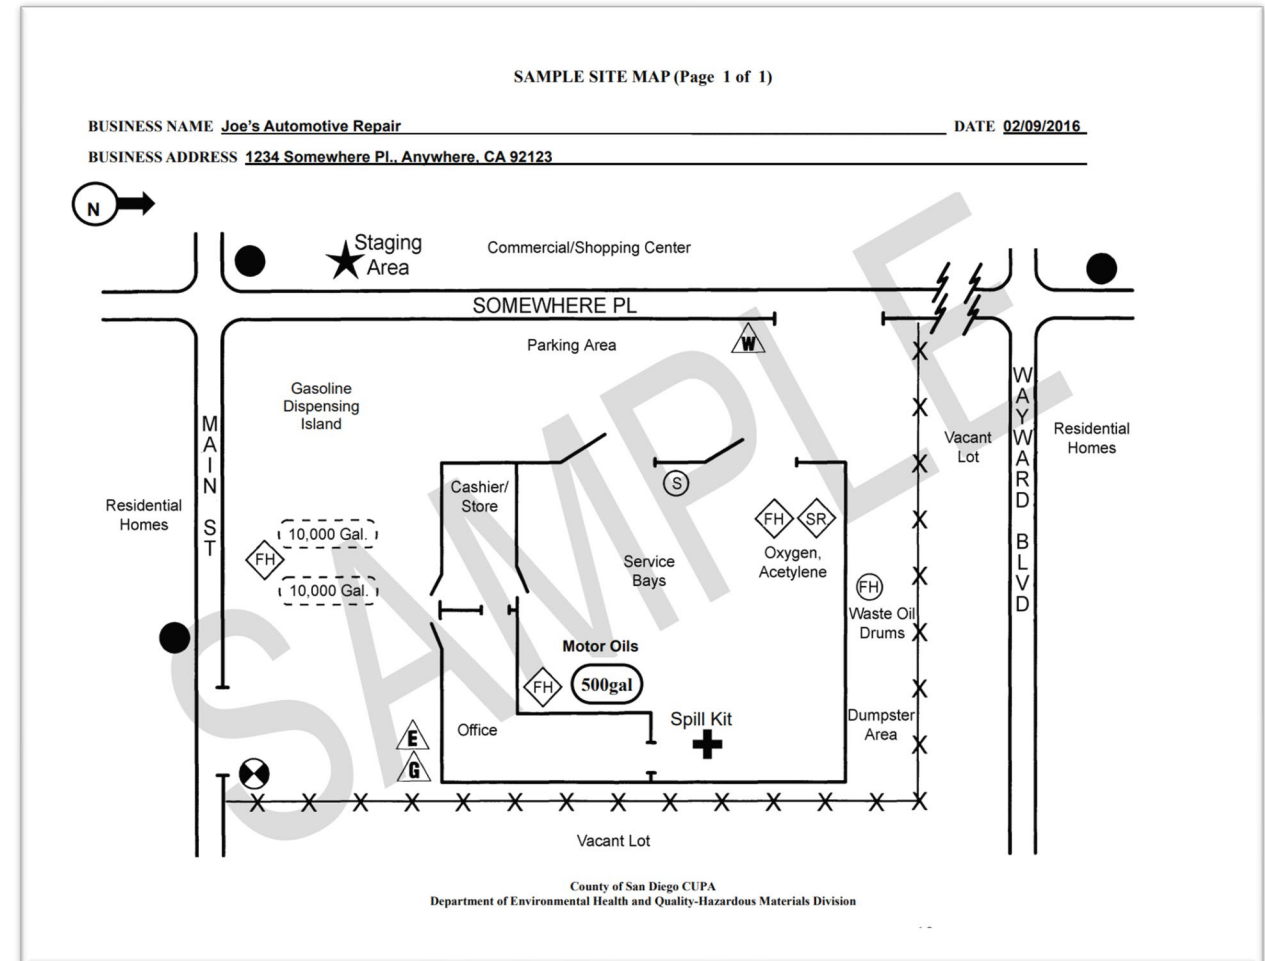 SAMPLE SITE MAP (Page 1 of 1)
BUSINESS NAME Joe's Automotive Repair
DATE 02/09/2016
BUSINESS ADDRESS 1234 Somewhere Pl., Anywhere, CA 92123
N
Staging
Area
Commercial/Shopping Center
SOMEWHERE PL
Parking Area
W
Gasoline
Dispensing
Island
MAIN ST
WAYWARD BLVD
Vacant
Lot
Residential
Homes
Residential
Homes
Cashier/
Store
S
FH
SR
Oxygen,
Acetylene
10,000 Gal.
FH
10,000 Gal.
Service
Bays
FH
Waste Oil
Drums
Motor Oils
FH
500gal
Office
Spill Kit
Dumpster
Area
E
G
Vacant Lot
SAMPLE
County of San Diego CUPA
Department of Environmental Health and Quality-Hazardous Materials Division